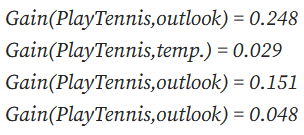 Gain(PlayTennis,outlook) = 0.248
Gain(PlayTennis,temp.) = 0.029
Gain(PlayTennis,outlook) = 0.151
Gain(PlayTennis,outlook) = 0.048